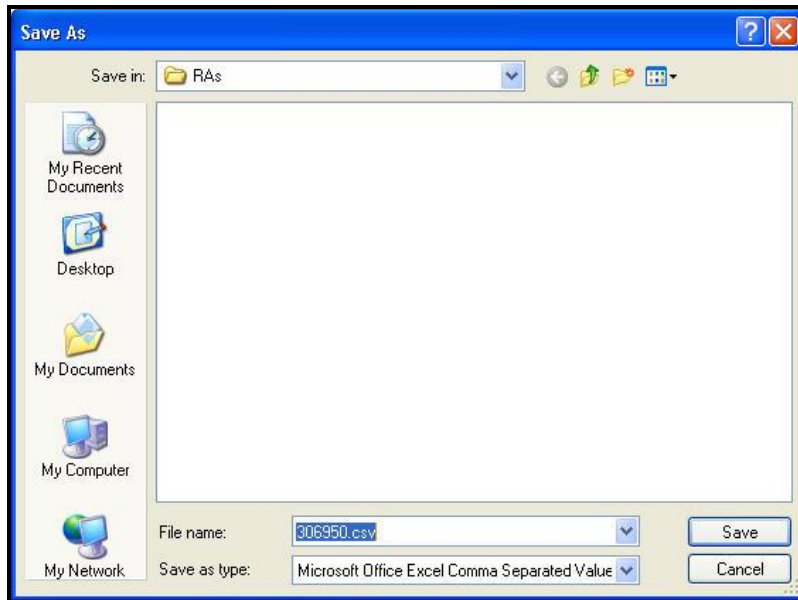 Save As
Save in: RAs
My Recent
Documents
Desktop
My Documents
My Computer
My Network
File name: 306950.csv Save
Save as type: Microsoft Office Excel Comma Separated Value Cancel